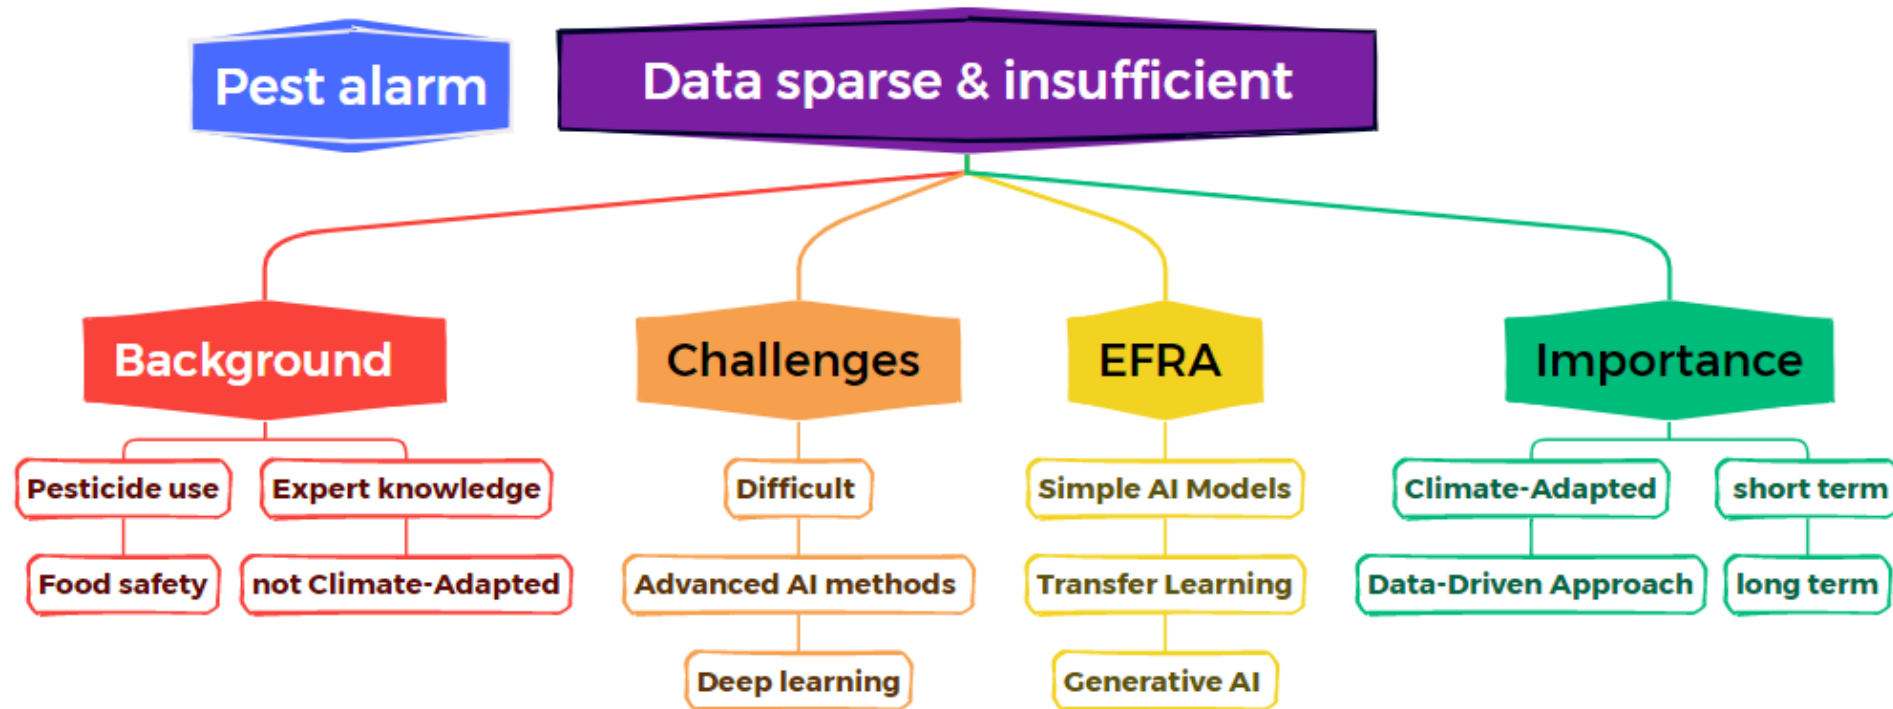 Pest alarm
Data sparse & insufficient
Background
Challenges
EFRA
Importance
Pesticide use
Expert knowledge
Difficult
Simple AI Models
Climate-Adapted
short term
Food safety
not Climate-Adapted
Advanced AI methods
Transfer Learning
Data-Driven Approach
long term
Deep learning
Generative AI